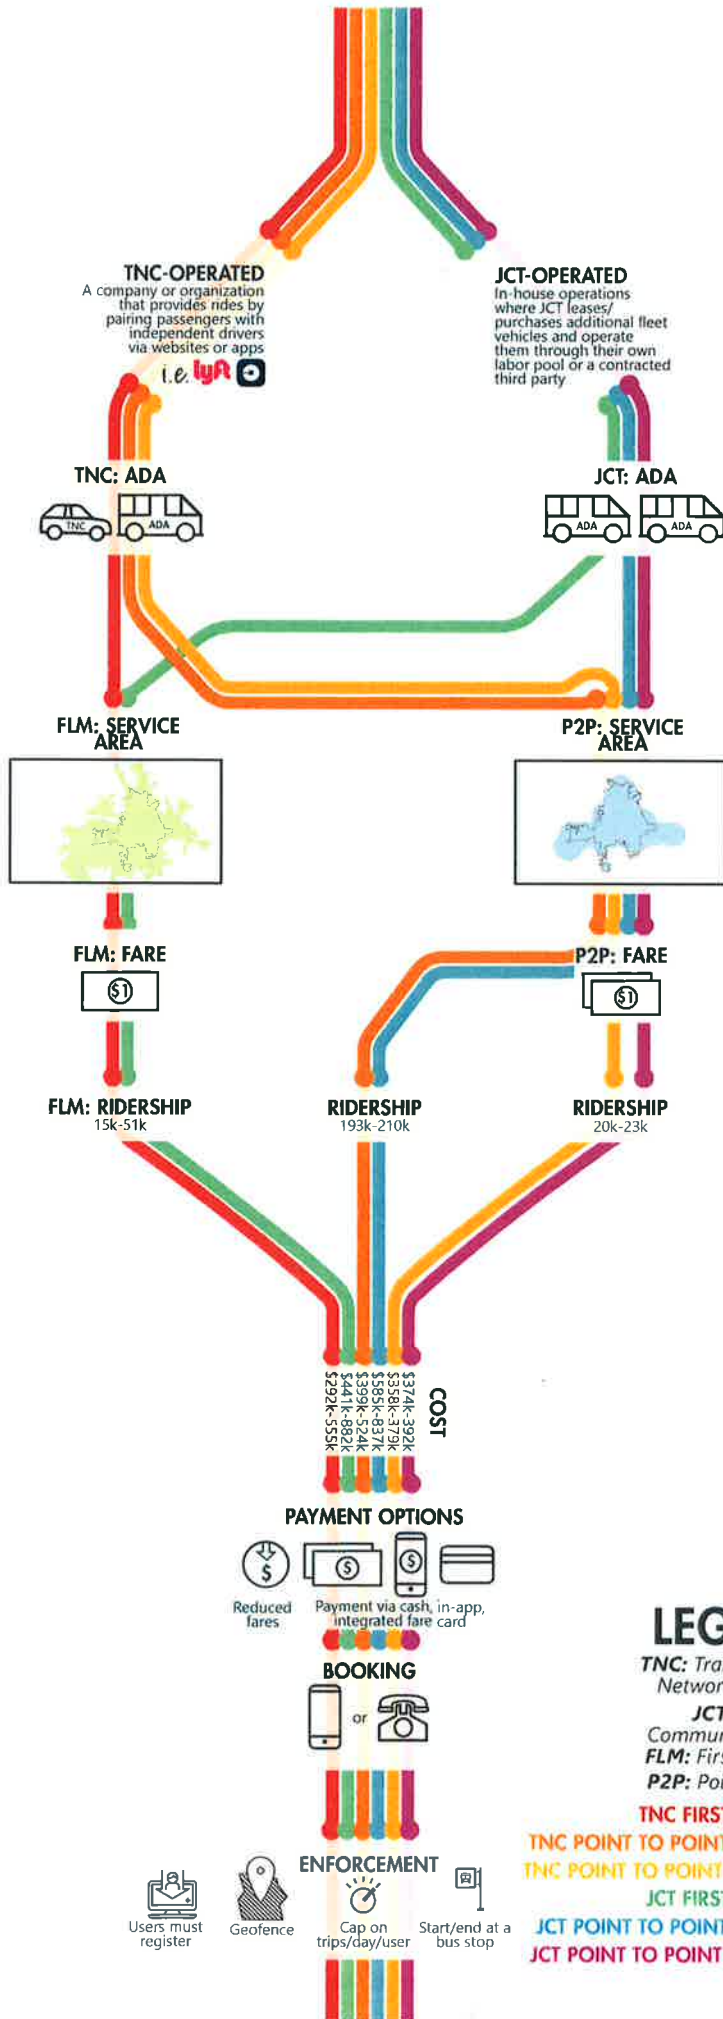 TNC-OPERATED
A company or organization
that provides rides by
pairing passengers with
independent drivers
via websites or apps
i.e. lyft
JCT-OPERATED
In-house operations
where JCT leases/
purchases additional fleet
vehicles and operate
them through their own
labor pool or a contracted
third party
TNC: ADA
TNC
ADA
JCT: ADA
ADA
ADA
FLM: SERVICE
AREA
P2P: SERVICE
AREA
FLM: FARE
$1
P2P: FARE
$1
FLM: RIDERSHIP
15k-51k
RIDERSHIP
193k-210k
RIDERSHIP
20k-23k
$292k-555k
$441k-882k
$399k-524k
$585k-837k
$358k-379k
$374k-392k
COST
PAYMENT OPTIONS
$
$
$
Reduced
fares
Payment via cash, in-app,
integrated fare card
BOOKING
or
ENFORCEMENT
Users must
register
Geofence
Cap on
trips/day/user
Start/end at a
bus stop
LEG
TNC: Tra
Networ
JCT
Commun
FLM: Firs
P2P: Poi
TNC FIRST
TNC POINT TO POINT
TNC POINT TO POINT
JCT FIRST
JCT POINT TO POINT
JCT POINT TO POINT